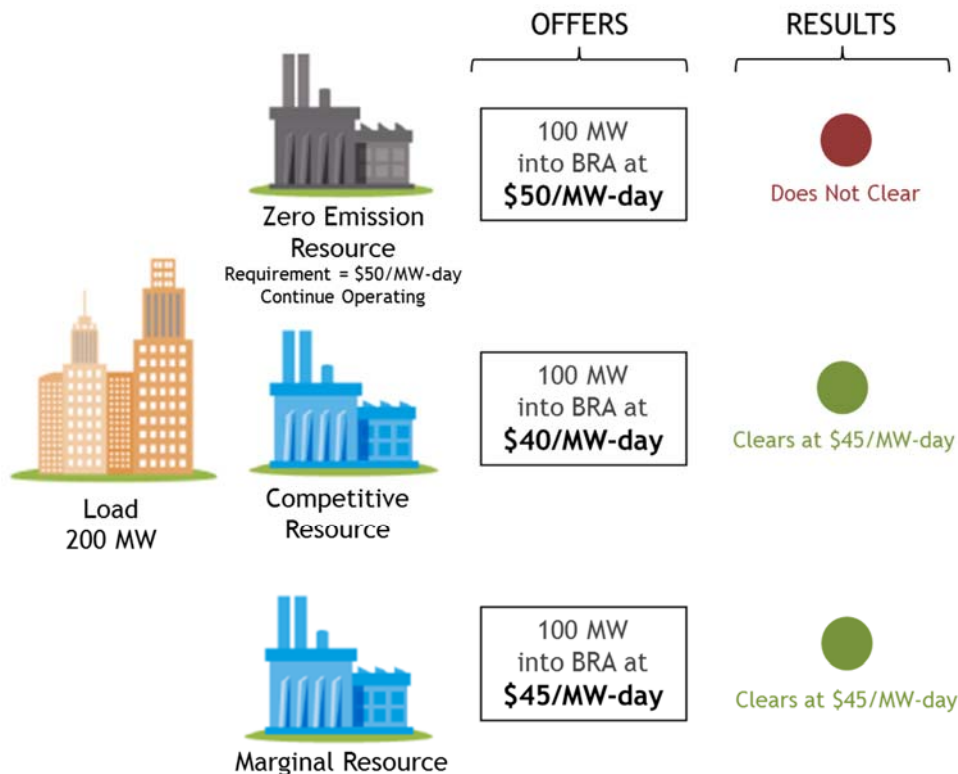 OFFERS
RESULTS
100 MW
into BRA at
$50/MW-day
Does Not Clear
Zero Emission
Resource
Requirement = $50/MW-day
Continue Operating
100 MW
into BRA at
$40/MW-day
Clears at $45/MW-day
Competitive
Resource
Load
200 MW
100 MW
into BRA at
$45/MW-day
Clears at $45/MW-day
Marginal Resource